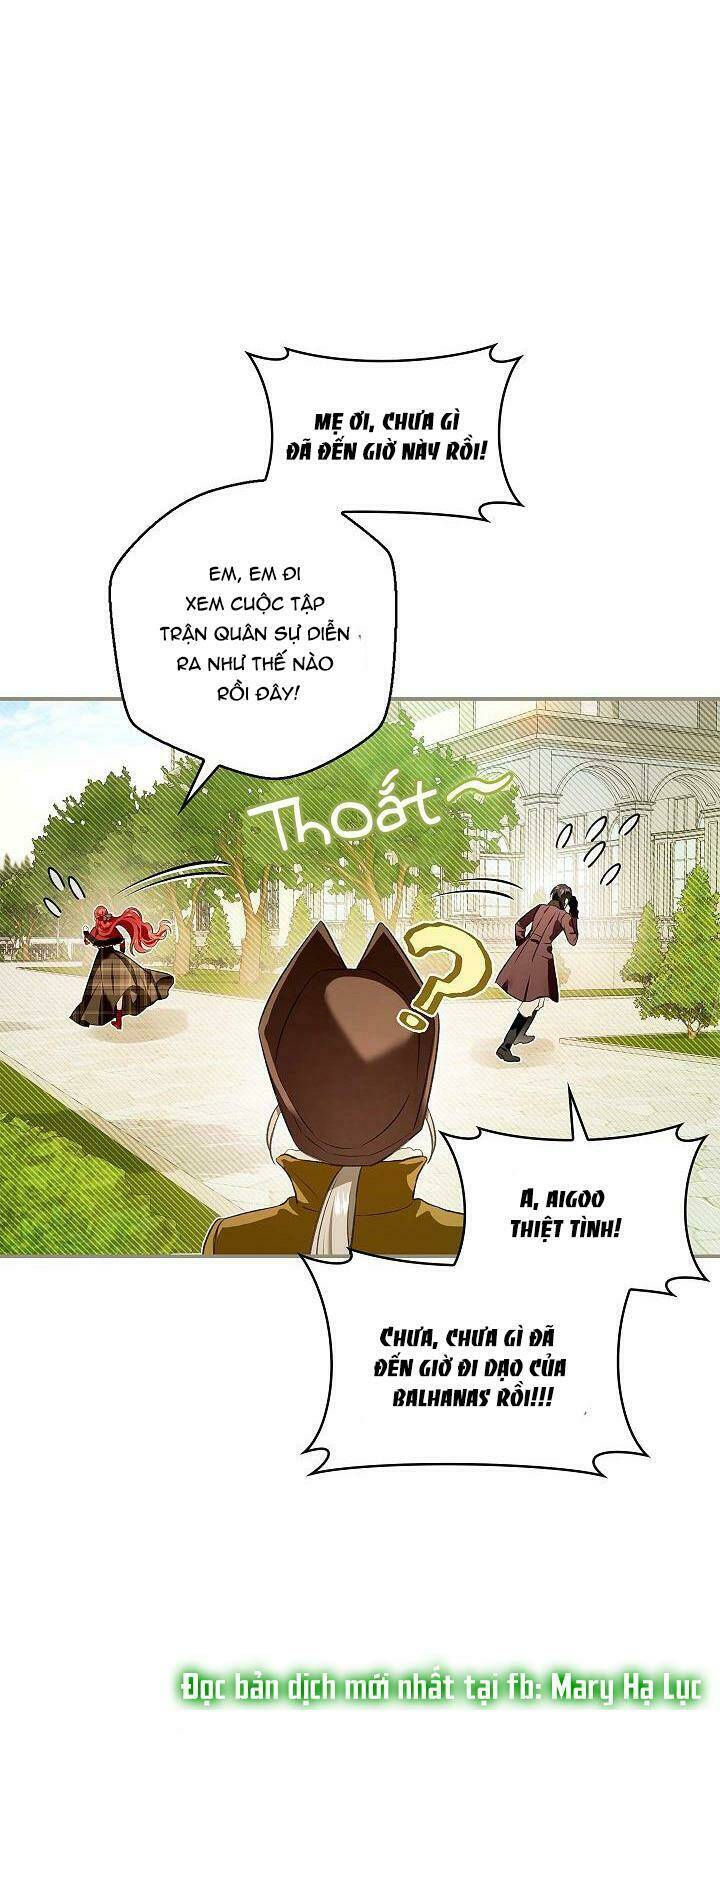 MẸ ƠI, CHƯA GÌ
ĐÃ ĐẾN GIỜ NÀY RỒI!
EM, EM ĐI
XEM CUỘC TẬP
TRẬN QUÂN SỰ DIỄN
RA NHƯ THẾ NÀO
RỒI ĐÂY!
Thoắt~
?
A, AIGOO
THIỆT TÌNH!
CHƯA, CHƯA GÌ ĐÃ
ĐẾN GIỜ ĐI DẠO CỦA
BALHANAS RỒI!!!
Đọc bản dịch mới nhất tại fb: Mary Hạ Lục